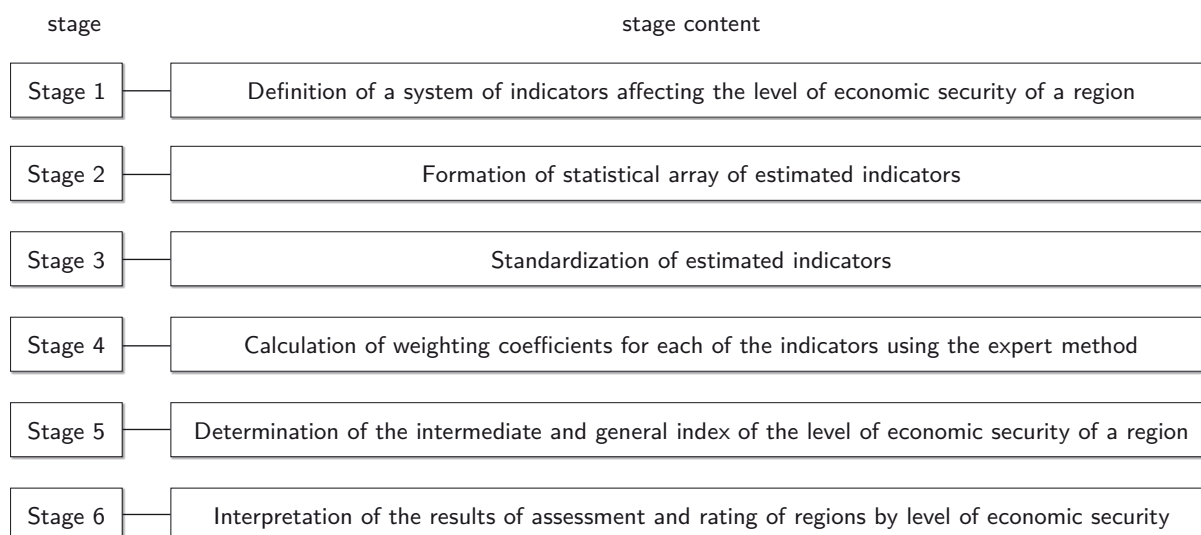 stage stage content
Stage 1 Definition of a system of indicators affecting the level of economic security of a region
Stage 2 Formation of statistical array of estimated indicators
Stage 3 Standardization of estimated indicators
Stage 4 Calculation of weighting coefficients for each of the indicators using the expert method
Stage 5 Determination of the intermediate and general index of the level of economic security of a region
Stage 6 Interpretation of the results of assessment and rating of regions by level of economic security